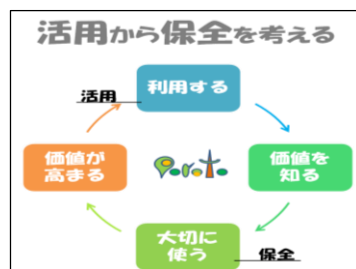 活用から保全を考える
活用
利用する
価値が
高まる
Poroto
価値を
知る
大切に
使う
保全